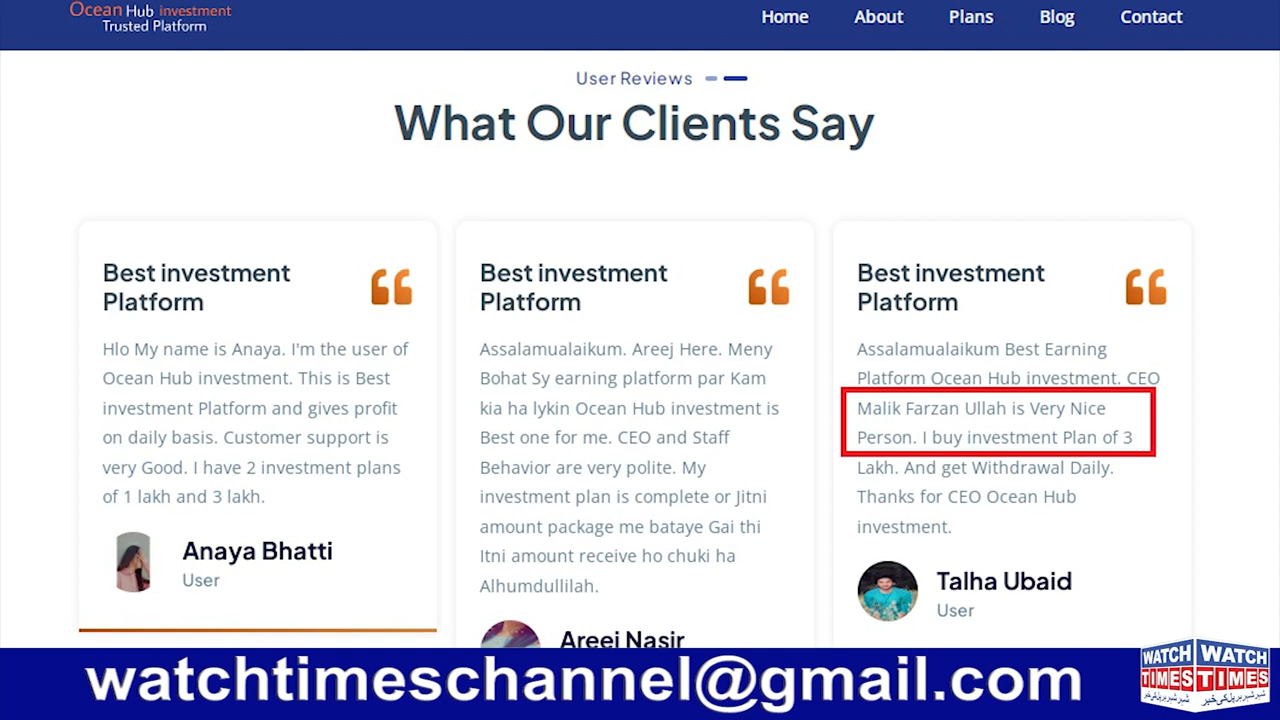 Ocean Hub investment
Trusted Platform
Home
About
Plans
Blog
Contact
User Reviews
What Our Clients Say
Best investment
Platform
Hlo My name is Anaya. I'm the user of
Ocean Hub investment. This is Best
investment Platform and gives profit
on daily basis. Customer support is
very Good. I have 2 investment plans
of 1 lakh and 3 lakh.
Anaya Bhatti
User
Best investment
Platform
Assalamualaikum. Areej Here. Meny
Bohat Sy earning platform par Kam
kia ha lykin Ocean Hub investment is
Best one for me. CEO and Staff
Behavior are very polite. My
investment plan is complete or Jitni
amount package me bataye Gai thi
Itni amount receive ho chuki ha
Alhumdullilah.
Areej Nasir
Best investment
Platform
Assalamualaikum Best Earning
Platform Ocean Hub investment. CEO
Malik Farzan Ullah is Very Nice
Person. I buy investment Plan of 3
Lakh. And get Withdrawal Daily.
Thanks for CEO Ocean Hub
investment.
Talha Ubaid
User
watchtimeschannel@gmail.com
WATCH WATCH
TIMES TIMES